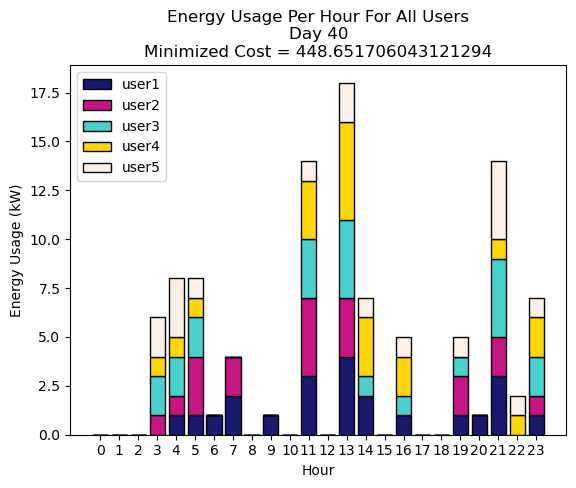 Energy Usage Per Hour For All Users
Day 40
Minimized Cost = 448.651706043121294
user1
user2
user3
user4
user5
Energy Usage (kW)
17.5
15.0
12.5
10.0
7.5
5.0
2.5
0.0
0 1 2 3 4 5 6 7 8 9 10 11 12 13 14 15 16 17 18 19 20 21 22 23
Hour